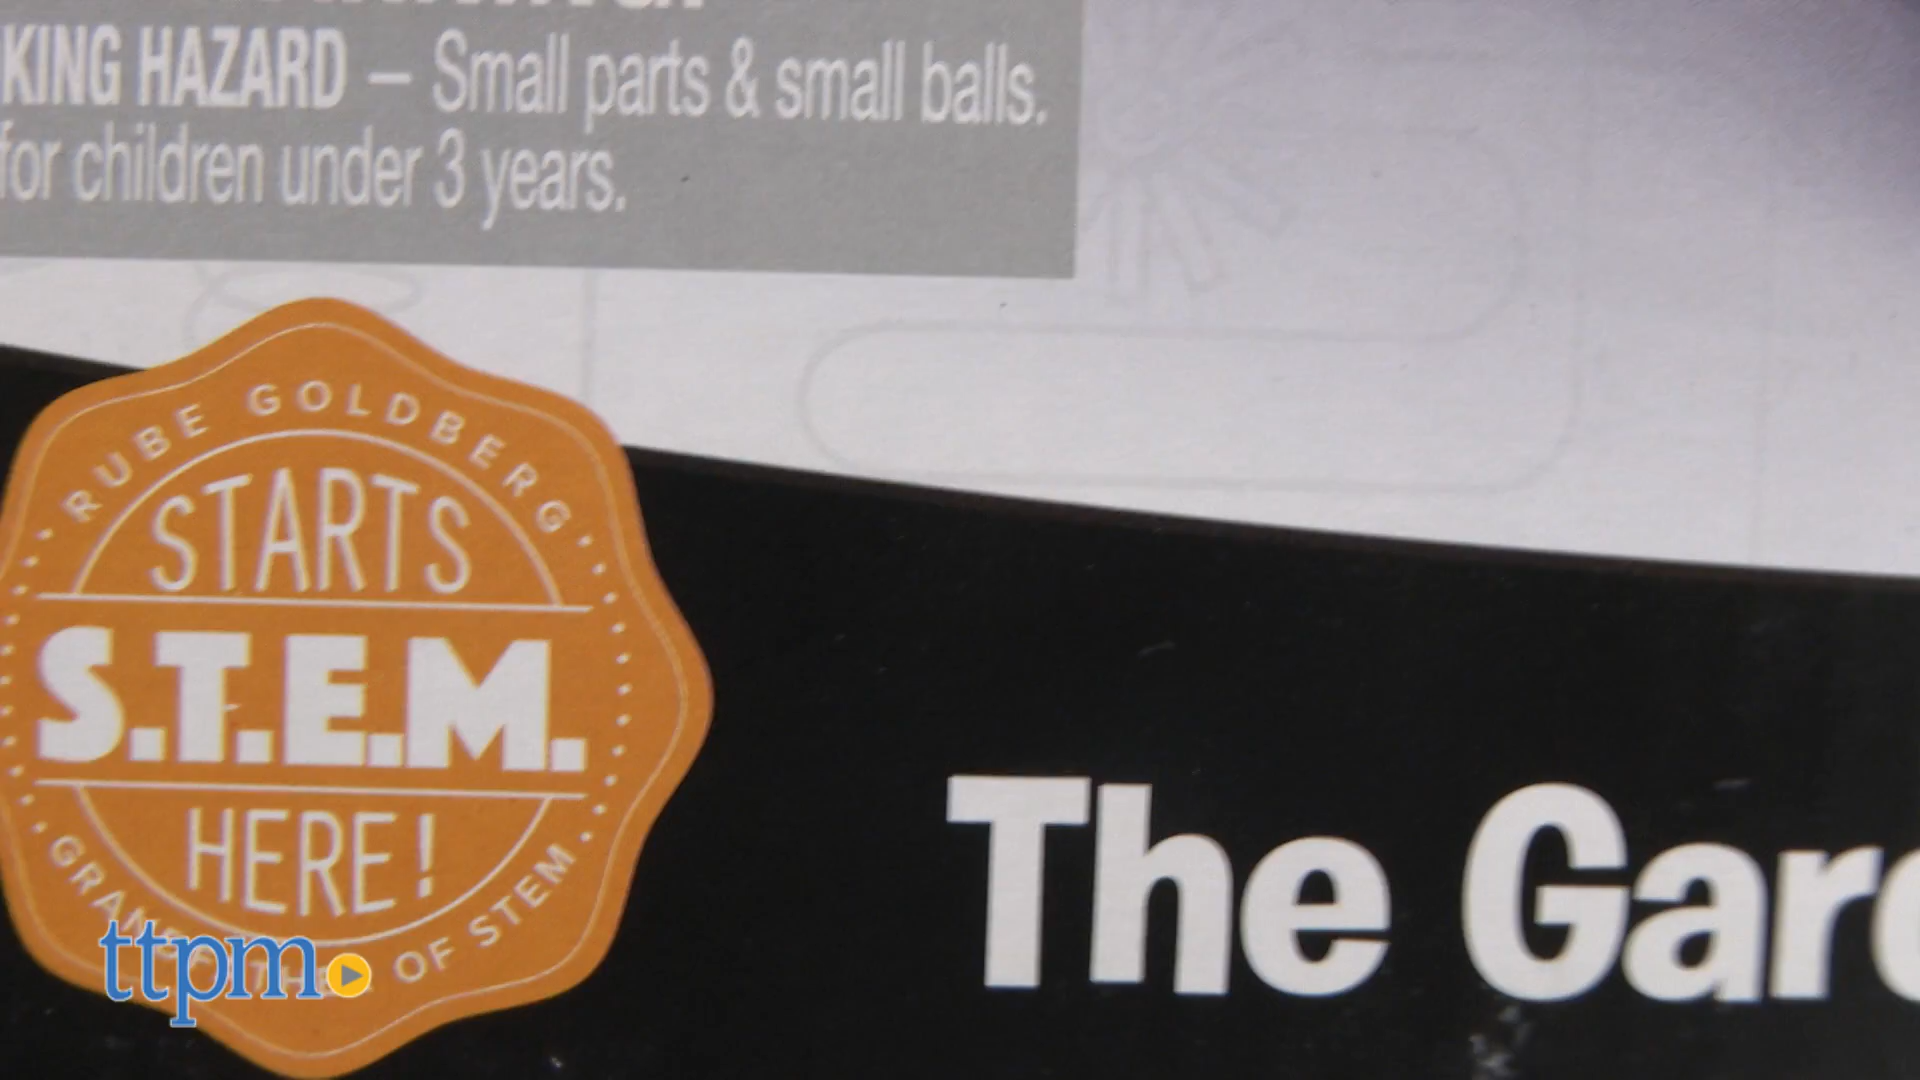 KING HAZARD – Small parts & small balls.
for children under 3 years.
RUBE GOLDBERG
STARTS
S.T.E.M.
HERE!
OF STEM
ttpm
The Gar